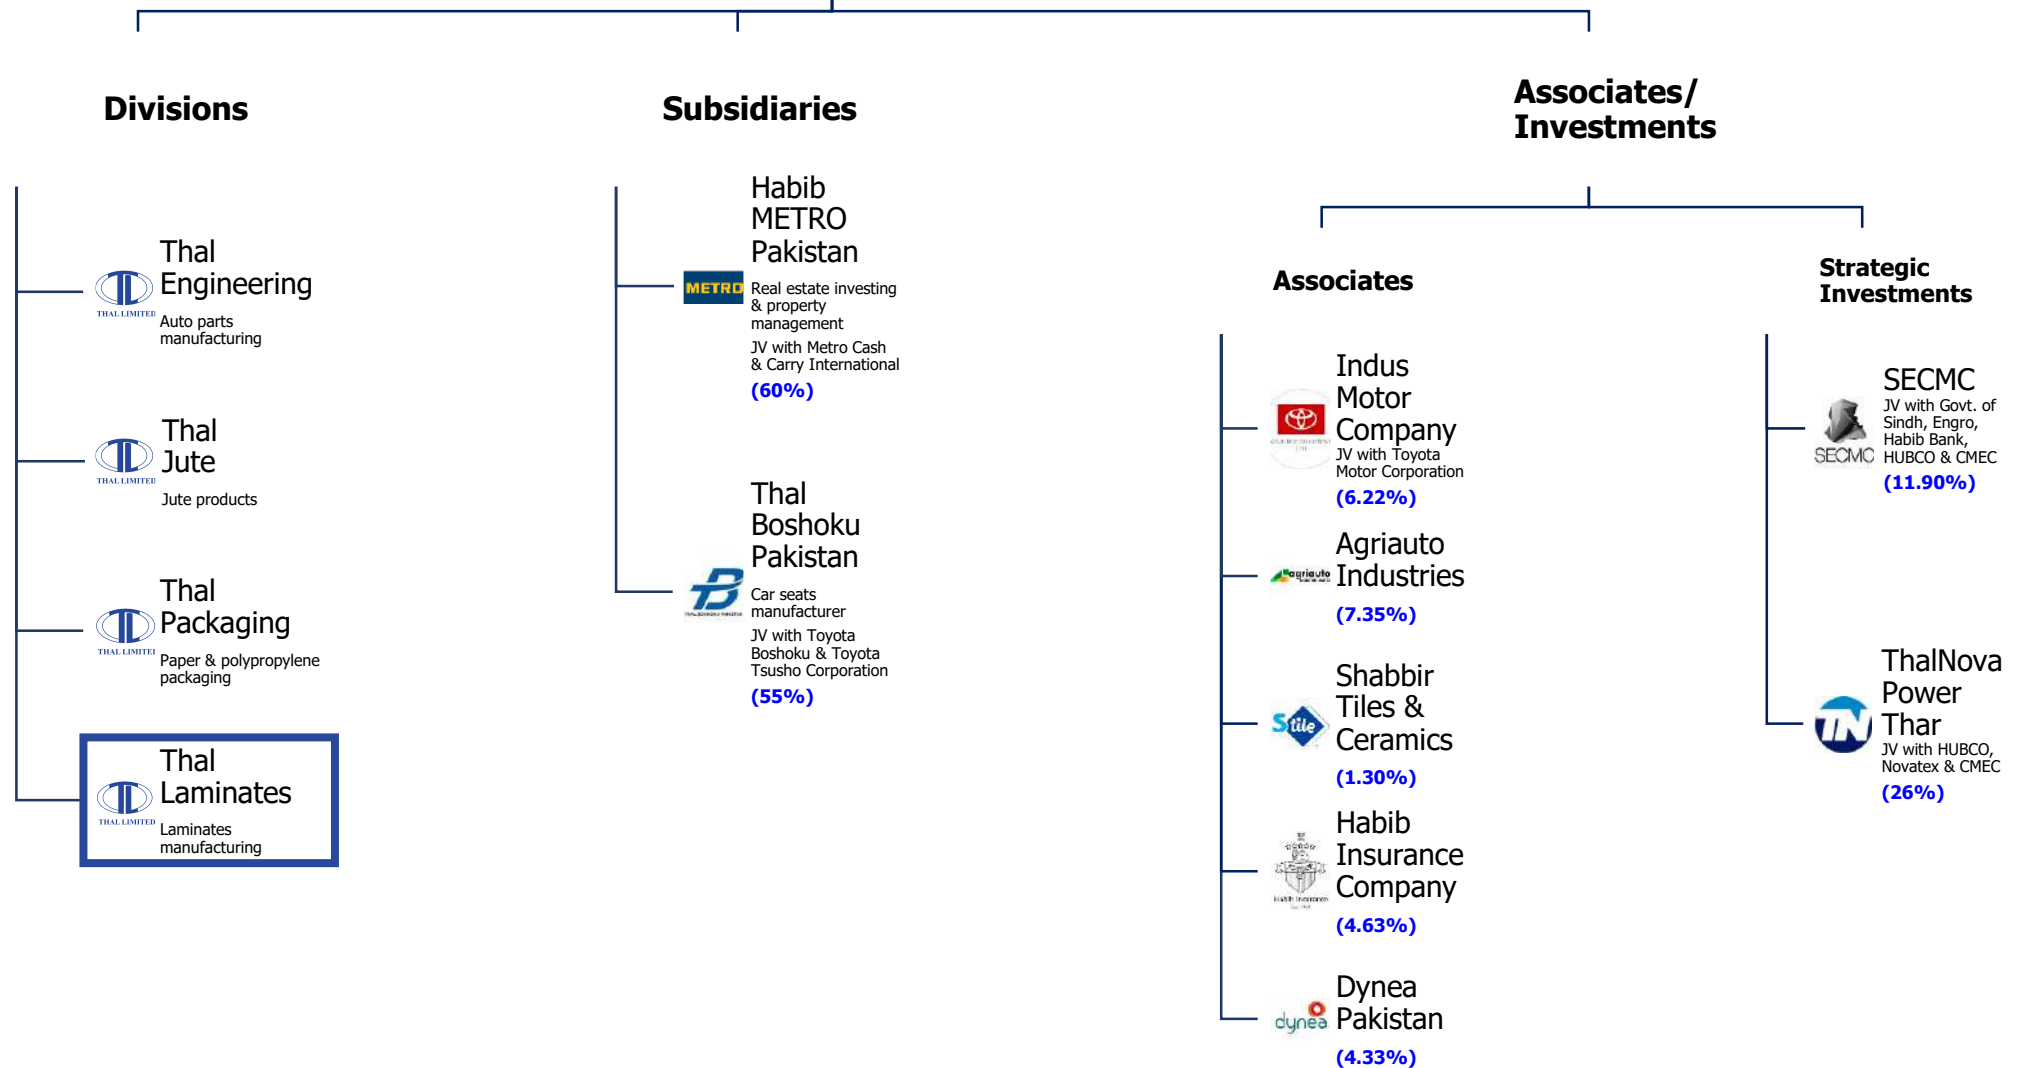 Divisions
Thal
Engineering
THAL LIMITED
Auto parts
manufacturing
Thal
Jute
THAL LIMITED
Jute products
Thal
Packaging
Paper & polypropylene
packaging
Thal
Laminates
THAL LIMITED
Laminates
manufacturing
Subsidiaries
Habib
METRO
Pakistan
METRO
Real estate investing
& property
management
JV with Metro Cash
& Carry International
(60%)
Thal
Boshoku
Pakistan
Car seats
manufacturer
JV with Toyota
Boshoku & Toyota
Tsusho Corporation
(55%)
Associates/
Investments
Associates
Indus
Motor
Company
JV with Toyota
Motor Corporation
(6.22%)
Agriauto
Industries
agriauto
(7.35%)
Shabbir
Tiles &
Ceramics
Stile
(1.30%)
Habib
Insurance
Company
Habib Insurance
(4.63%)
Dynea
Pakistan
dynea
(4.33%)
Strategic
Investments
SECMC
JV with Govt. of
Sindh, Engro,
Habib Bank,
HUBCO & CMEC
SECMC
(11.90%)
ThalNova
Power
Thar
TN
JV with HUBCO,
Novatex & CMEC
(26%)